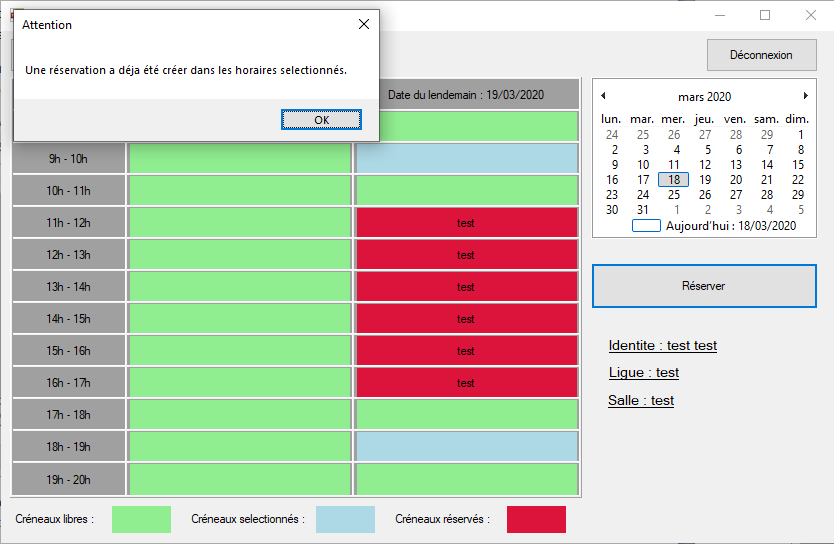 Attention
Une réservation a déja été créer dans les horaires selectionnés.
OK
Déconnexion
Date du lendemain : 19/03/2020
9h - 10h
10h - 11h
11h - 12h test
12h - 13h test
13h - 14h test
14h - 15h test
15h - 16h test
16h - 17h test
17h - 18h
18h - 19h
19h - 20h
Créneaux libres : Créneaux selectionnés : Créneaux réservés :
mars 2020
lun. mar. mer. jeu. ven. sam. dim.
24 25 26 27 28 29 1
2 3 4 5 6 7 8
9 10 11 12 13 14 15
16 17 18 19 20 21 22
23 24 25 26 27 28 29
30 31 1 2 3 4 5
Aujourd'hui : 18/03/2020
Réserver
Identite : test test
Ligue : test
Salle : test